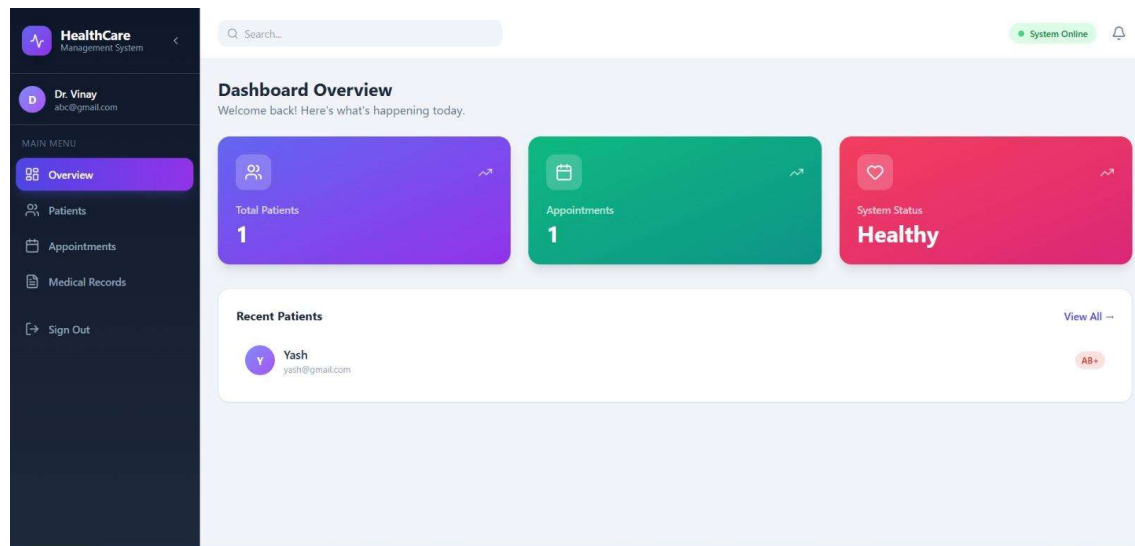 HealthCare
Management System
Dr. Vinay
abc@gmail.com
D
MAIN MENU
Overview
Patients
Appointments
Medical Records
Sign Out
Search...
System Online
Dashboard Overview
Welcome back! Here's what's happening today.
Total Patients
1
Appointments
1
System Status
Healthy
Recent Patients
View All →
Y
Yash
yash@gmail.com
AB+